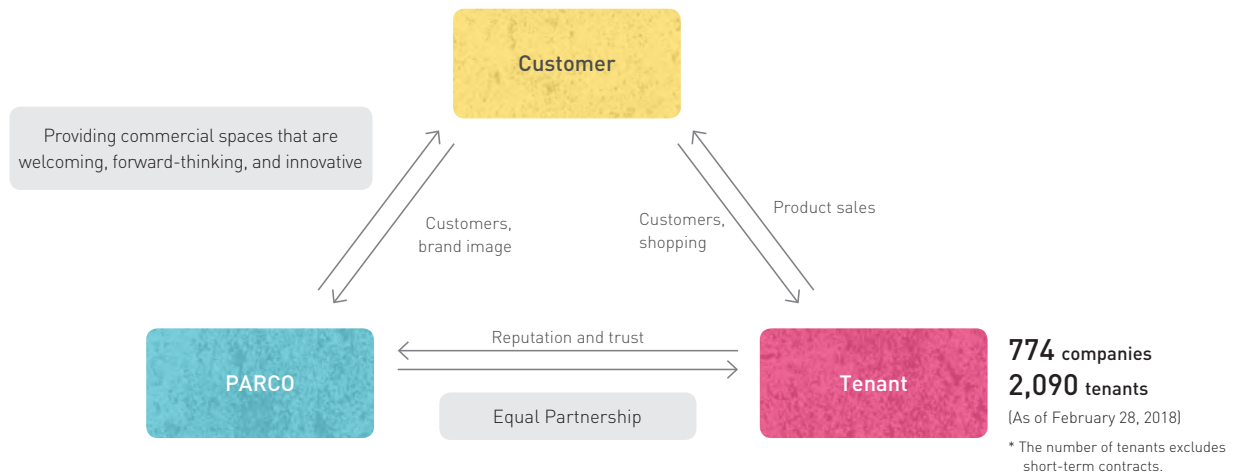 Customer
Providing commercial spaces that are
welcoming, forward-thinking, and innovative
Customers,
brand image
Customers,
shopping
Product sales
PARCO
Reputation and trust
Equal Partnership
Tenant
774 companies
2,090 tenants
(As of February 28, 2018)
* The number of tenants excludes
short-term contracts.